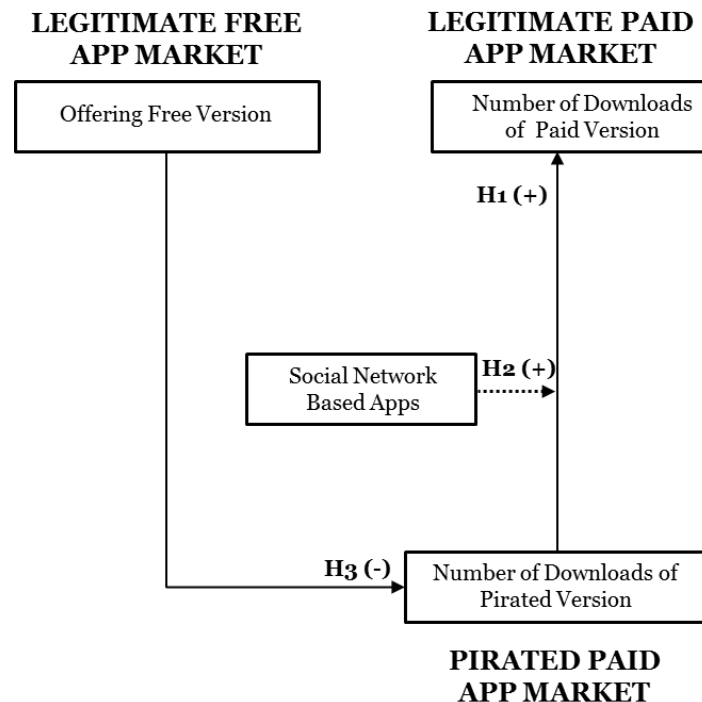 LEGITIMATE FREE
APP MARKET
LEGITIMATE PAID
APP MARKET
Offering Free Version
Number of Downloads
of Paid Version
H1 (+)
Social Network
Based Apps
H2 (+)
H3 (-)
Number of Downloads of
Pirated Version
PIRATED PAID
APP MARKET